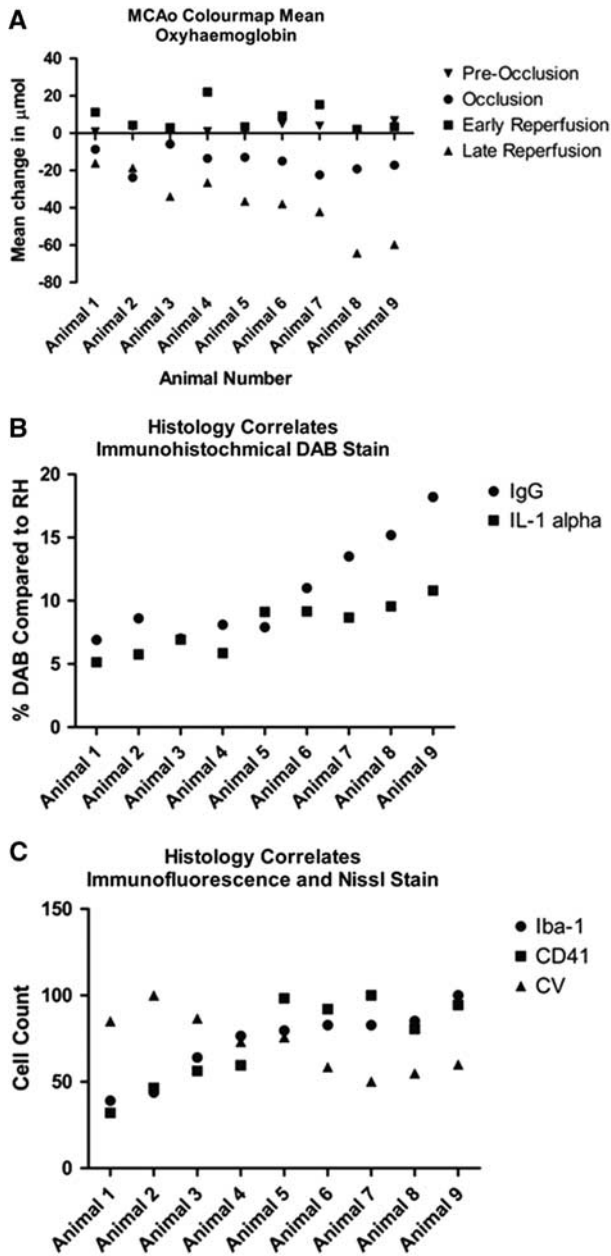 A
MCAo Colourmap Mean
Oxyhaemoglobin
Mean change in µmol
40
20
0
-20
-40
-60
-80
Pre-Occlusion
Occlusion
Early Reperfusion
Late Reperfusion
Animal 1
Animal 2
Animal 3
Animal 4
Animal 5
Animal 6
Animal 7
Animal 8
Animal 9
Animal Number
B
Histology Correlates
Immunohistochmical DAB Stain
% DAB Compared to RH
20
15
10
5
0
IgG
IL-1 alpha
Animal 1
Animal 2
Animal 3
Animal 4
Animal 5
Animal 6
Animal 7
Animal 8
Animal 9
C
Histology Correlates
Immunofluorescence and Nissl Stain
Cell Count
150
100
50
0
Iba-1
CD41
CV
Animal 1
Animal 2
Animal 3
Animal 4
Animal 5
Animal 6
Animal 7
Animal 8
Animal 9